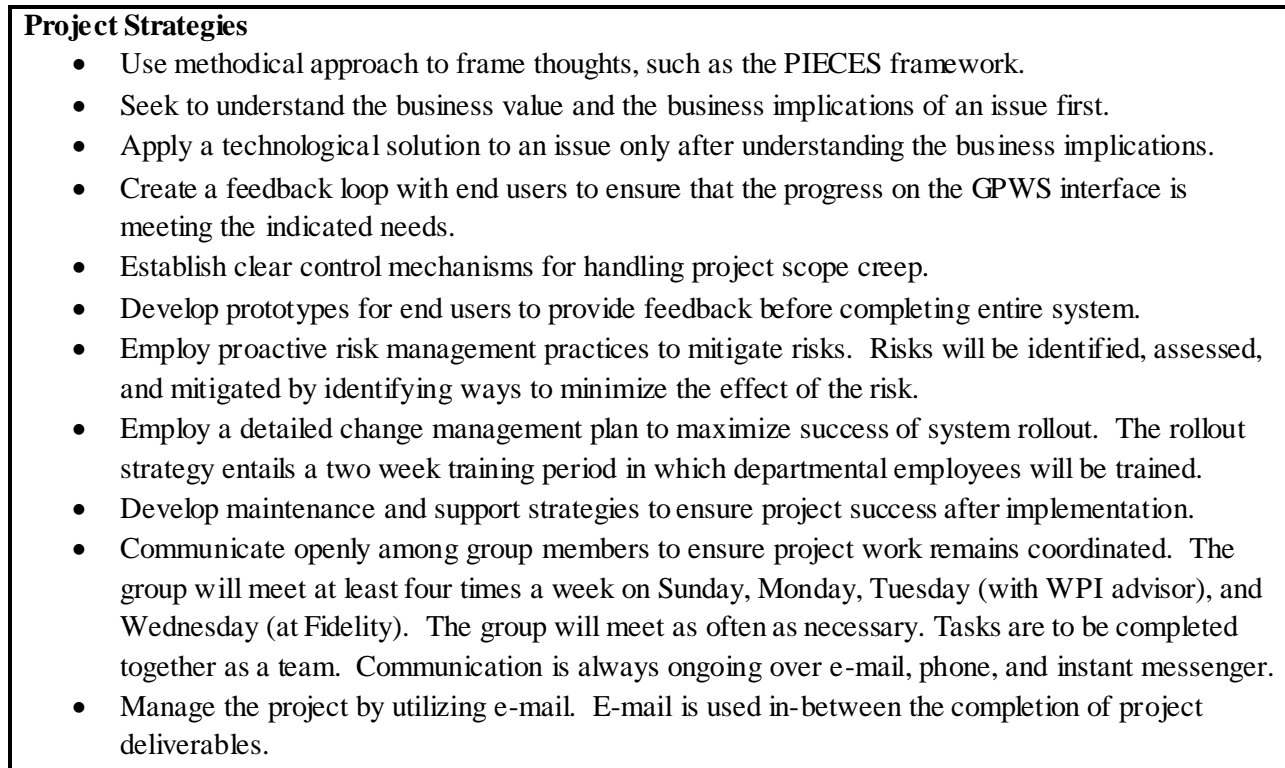 Project Strategies
• Use methodical approach to frame thoughts, such as the PIECES framework.
• Seek to understand the business value and the business implications of an issue first.
• Apply a technological solution to an issue only after understanding the business implications.
• Create a feedback loop with end users to ensure that the progress on the GPWS interface is
meeting the indicated needs.
• Establish clear control mechanisms for handling project scope creep.
• Develop prototypes for end users to provide feedback before completing entire system.
• Employ proactive risk management practices to mitigate risks. Risks will be identified, assessed,
and mitigated by identifying ways to minimize the effect of the risk.
• Employ a detailed change management plan to maximize success of system rollout. The rollout
strategy entails a two week training period in which departmental employees will be trained.
• Develop maintenance and support strategies to ensure project success after implementation.
• Communicate openly among group members to ensure project work remains coordinated. The
group will meet at least four times a week on Sunday, Monday, Tuesday (with WPI advisor), and
Wednesday (at Fidelity). The group will meet as often as necessary. Tasks are to be completed
together as a team. Communication is always ongoing over e-mail, phone, and instant messenger.
• Manage the project by utilizing e-mail. E-mail is used in-between the completion of project
deliverables.